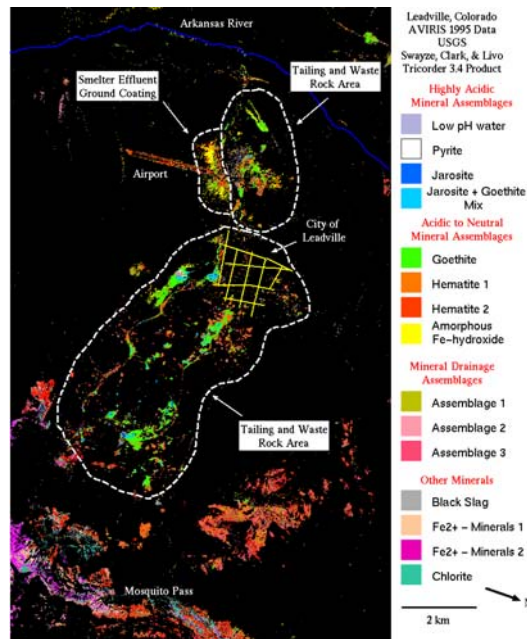 Arkansas River
Smelter Effluent
Ground Coating
Tailing and Waste
Rock Area
Airport
City of
Leadville
Tailing and Waste
Rock Area
Mosquito Pass
Leadville, Colorado
AVIRIS 1995 Data
USGS
Swayze, Clark, & Livo
Tricorder 3.4 Product
Highly Acidic
Mineral Assemblages
Low pH water
Pyrite
Jarosite
Jarosite + Goethite
Mix
Acidic to Neutral
Mineral Assemblages
Goethite
Hematite 1
Hematite 2
Amorphous
Fe-hydroxide
Mineral Drainage
Assemblages
Assemblage 1
Assemblage 2
Assemblage 3
Other Minerals
Black Slag
Fe2+ - Minerals 1
Fe2+ - Minerals 2
Chlorite
2 km